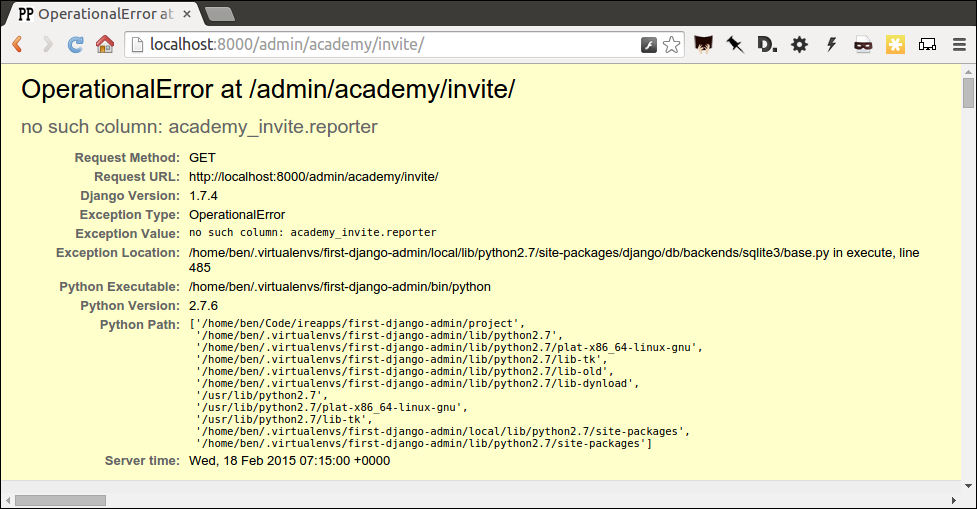 OperationalError at
localhost:8000/admin/academy/invite/
OperationalError at /admin/academy/invite/
no such column: academy_invite.reporter
Request Method: GET
Request URL: http://localhost:8000/admin/academy/invite/
Django Version: 1.7.4
Exception Type: OperationalError
Exception Value: no such column: academy_invite.reporter
Exception Location: /home/ben/.virtualenvs/first-django-admin/local/lib/python2.7/site-packages/django/db/backends/sqlite3/base.py in execute, line
485
Python Executable: /home/ben/.virtualenvs/first-django-admin/bin/python
Python Version: 2.7.6
Python Path: ['/home/ben/Code/ireapps/first-django-admin/project',
'/home/ben/.virtualenvs/first-django-admin/lib/python2.7',
'/home/ben/.virtualenvs/first-django-admin/lib/python2.7/plat-x86_64-linux-gnu',
'/home/ben/.virtualenvs/first-django-admin/lib/python2.7/lib-tk',
'/home/ben/.virtualenvs/first-django-admin/lib/python2.7/lib-old',
'/home/ben/.virtualenvs/first-django-admin/lib/python2.7/lib-dynload',
'/usr/lib/python2.7',
'/usr/lib/python2.7/plat-x86_64-linux-gnu',
'/usr/lib/python2.7/lib-tk',
'/home/ben/.virtualenvs/first-django-admin/local/lib/python2.7/site-packages',
'/home/ben/.virtualenvs/first-django-admin/lib/python2.7/site-packages']
Server time: Wed, 18 Feb 2015 07:15:00 +0000